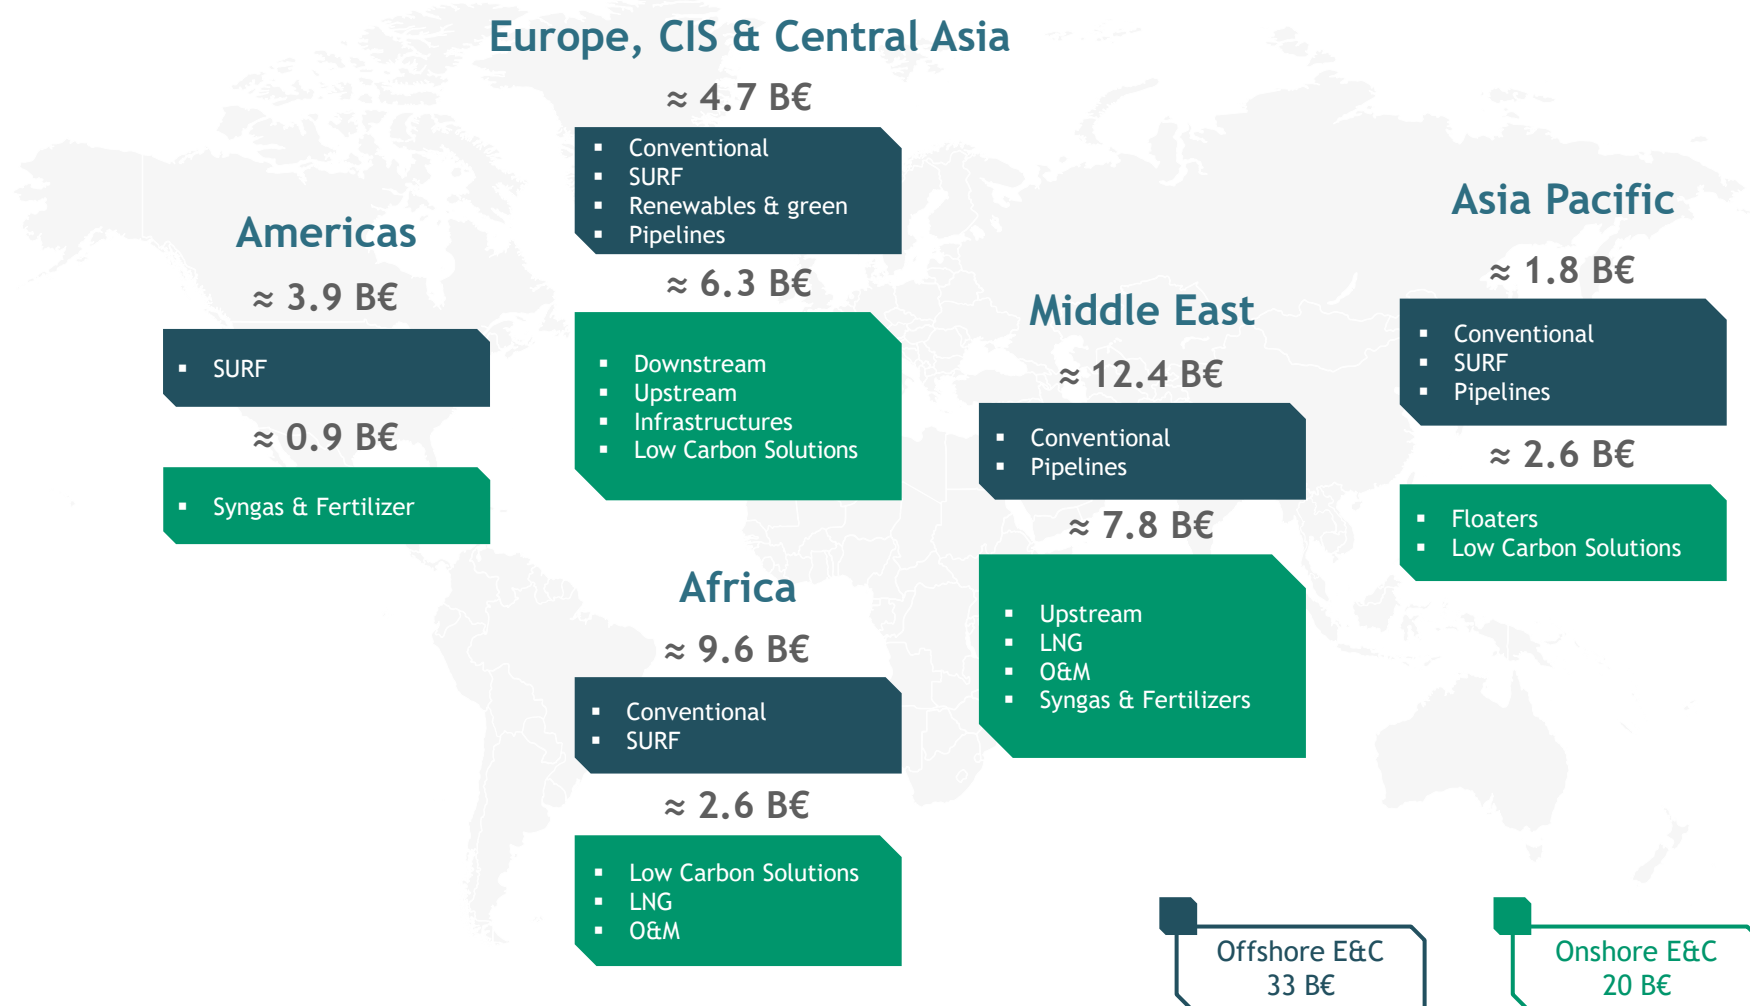 Europe, CIS & Central Asia
≈ 4.7 B€
▪ Conventional
▪ SURF
▪ Renewables & green
▪ Pipelines
≈ 6.3 B€
▪ Downstream
▪ Upstream
▪ Infrastructures
▪ Low Carbon Solutions
Americas
≈ 3.9 B€
▪ SURF
≈ 0.9 B€
▪ Syngas & Fertilizer
Africa
≈ 9.6 B€
▪ Conventional
▪ SURF
≈ 2.6 B€
▪ Low Carbon Solutions
▪ LNG
▪ O&M
Middle East
≈ 12.4 B€
▪ Conventional
▪ Pipelines
≈ 7.8 B€
▪ Upstream
▪ LNG
▪ O&M
▪ Syngas & Fertilizers
Asia Pacific
≈ 1.8 B€
▪ Conventional
▪ SURF
▪ Pipelines
≈ 2.6 B€
▪ Floaters
▪ Low Carbon Solutions
Offshore E&C
33 B€
Onshore E&C
20 B€